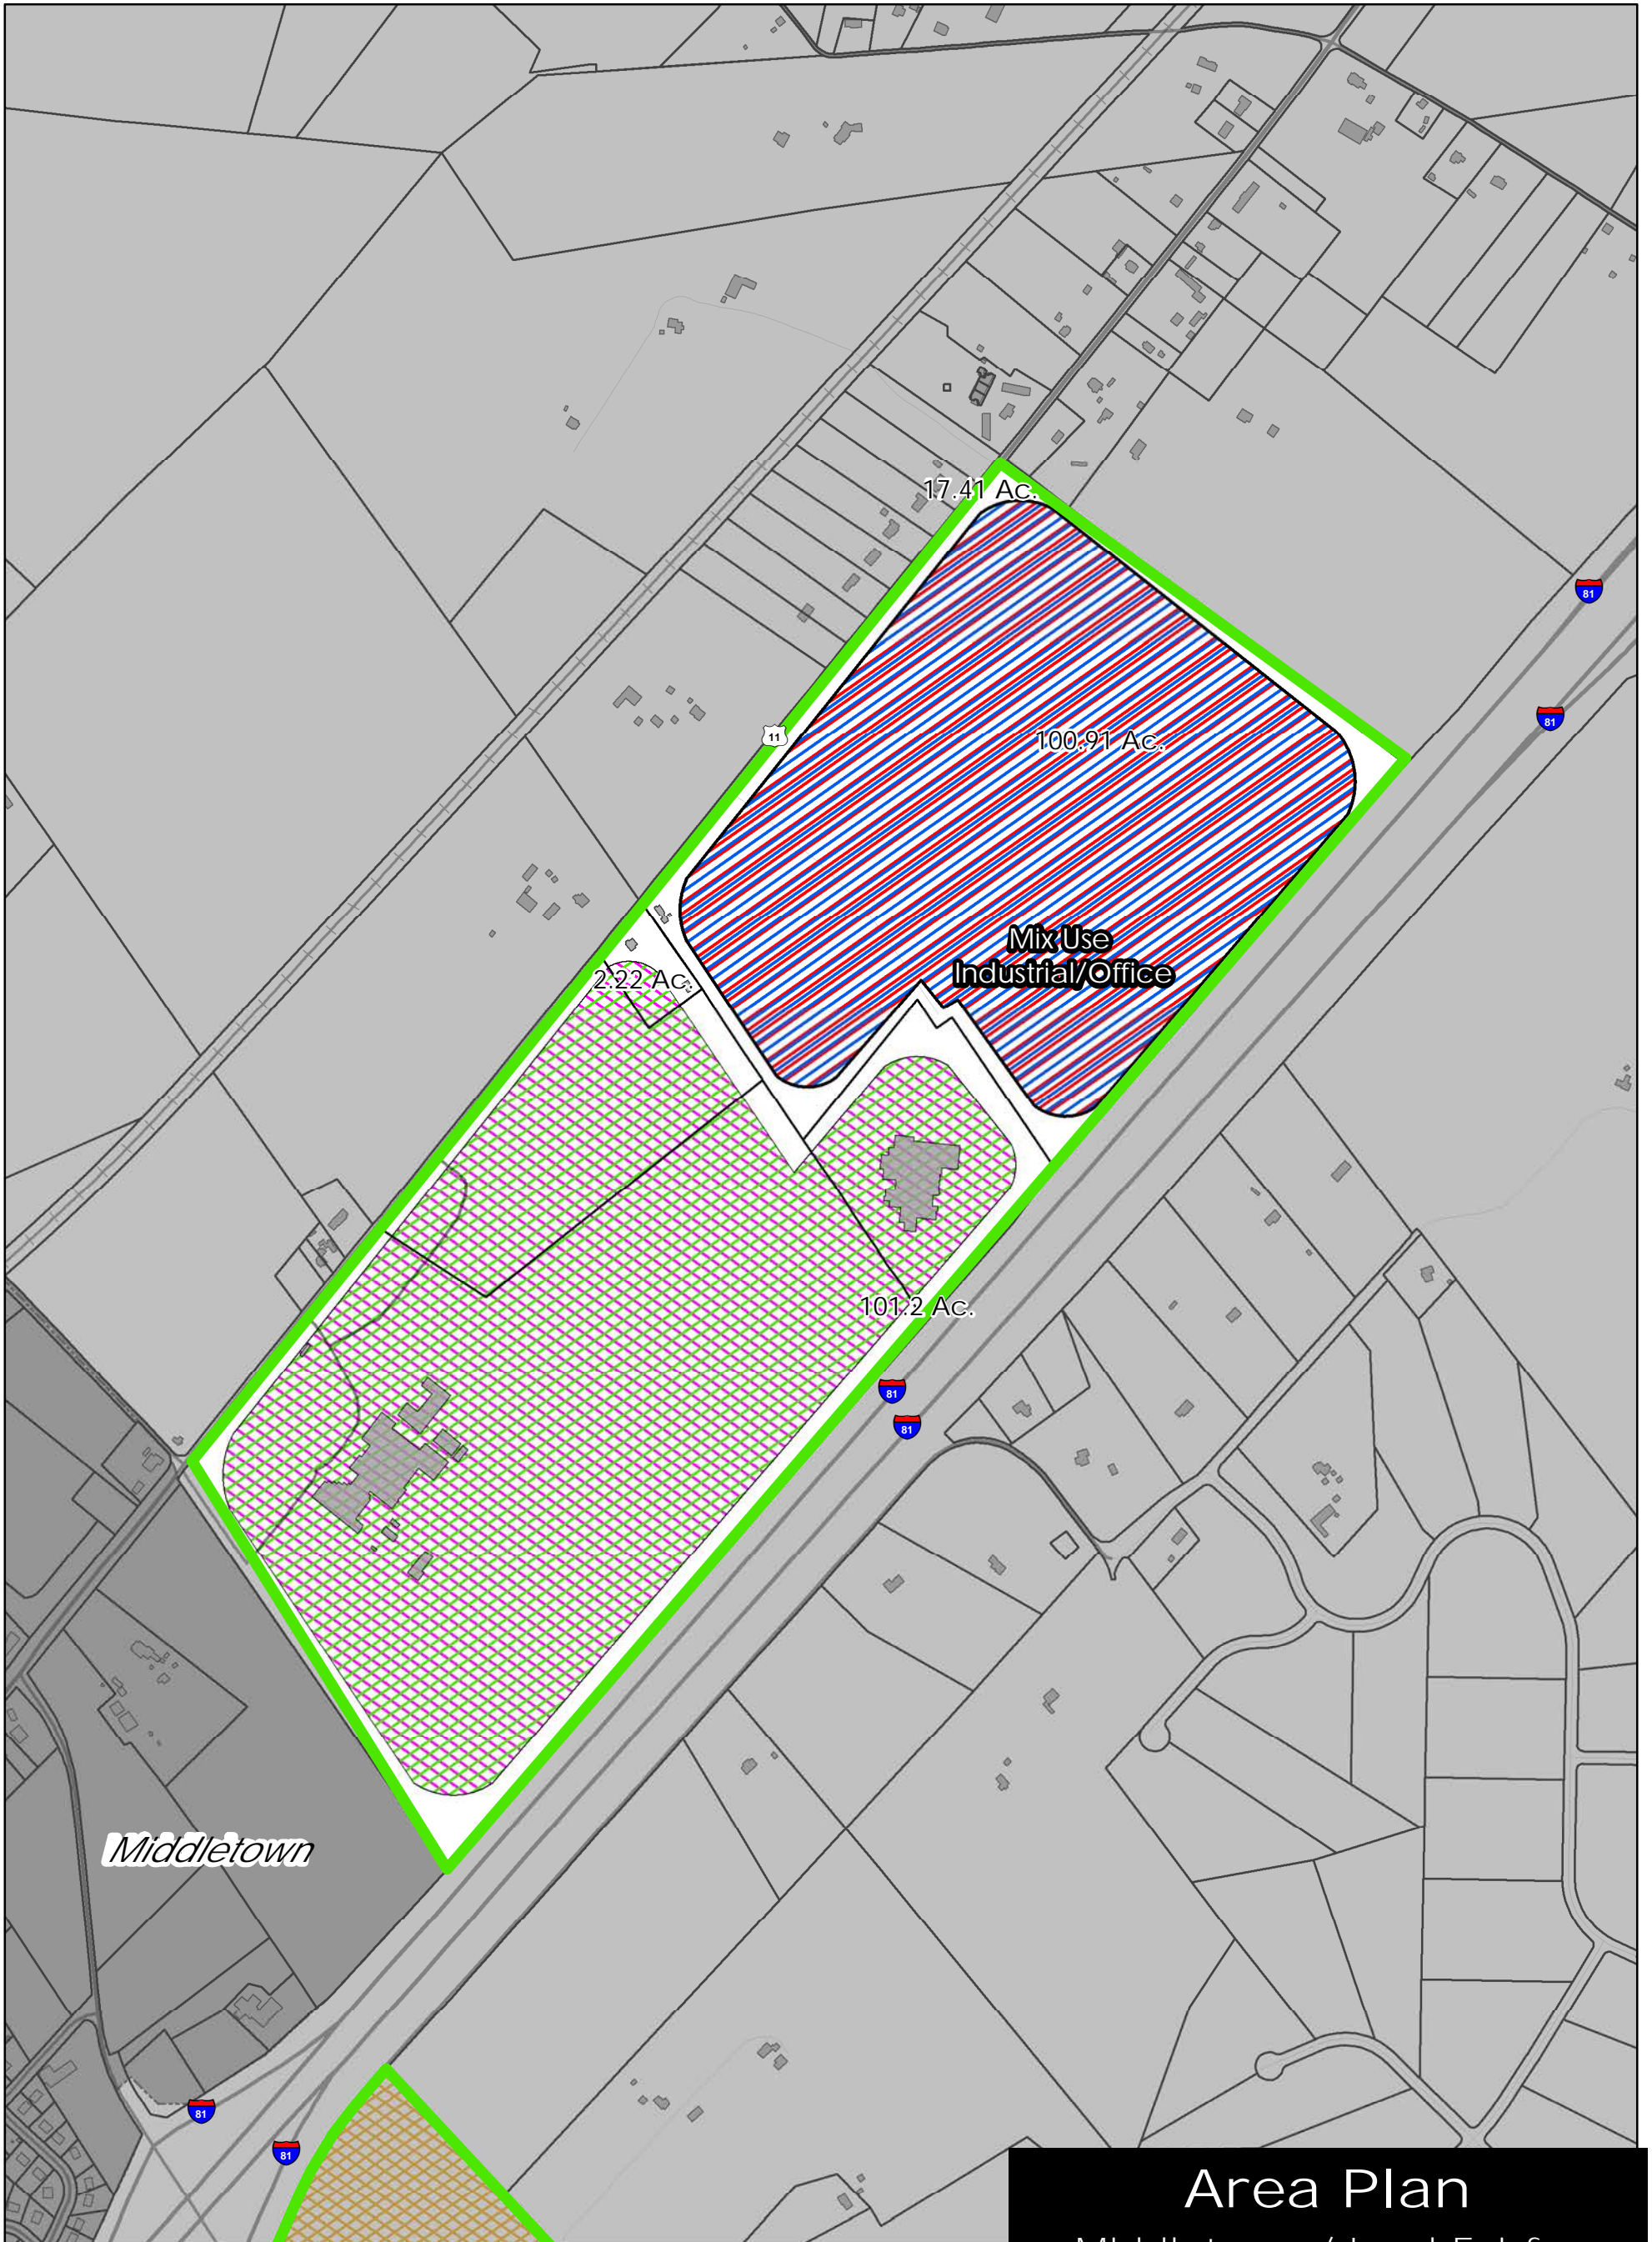 17.41 Ac.
81
81
11
100.91 Ac.
Mix Use
Industrial/Office
2.22 Ac.
101.2 Ac.
81
81
Middletown
81
81
Area Plan